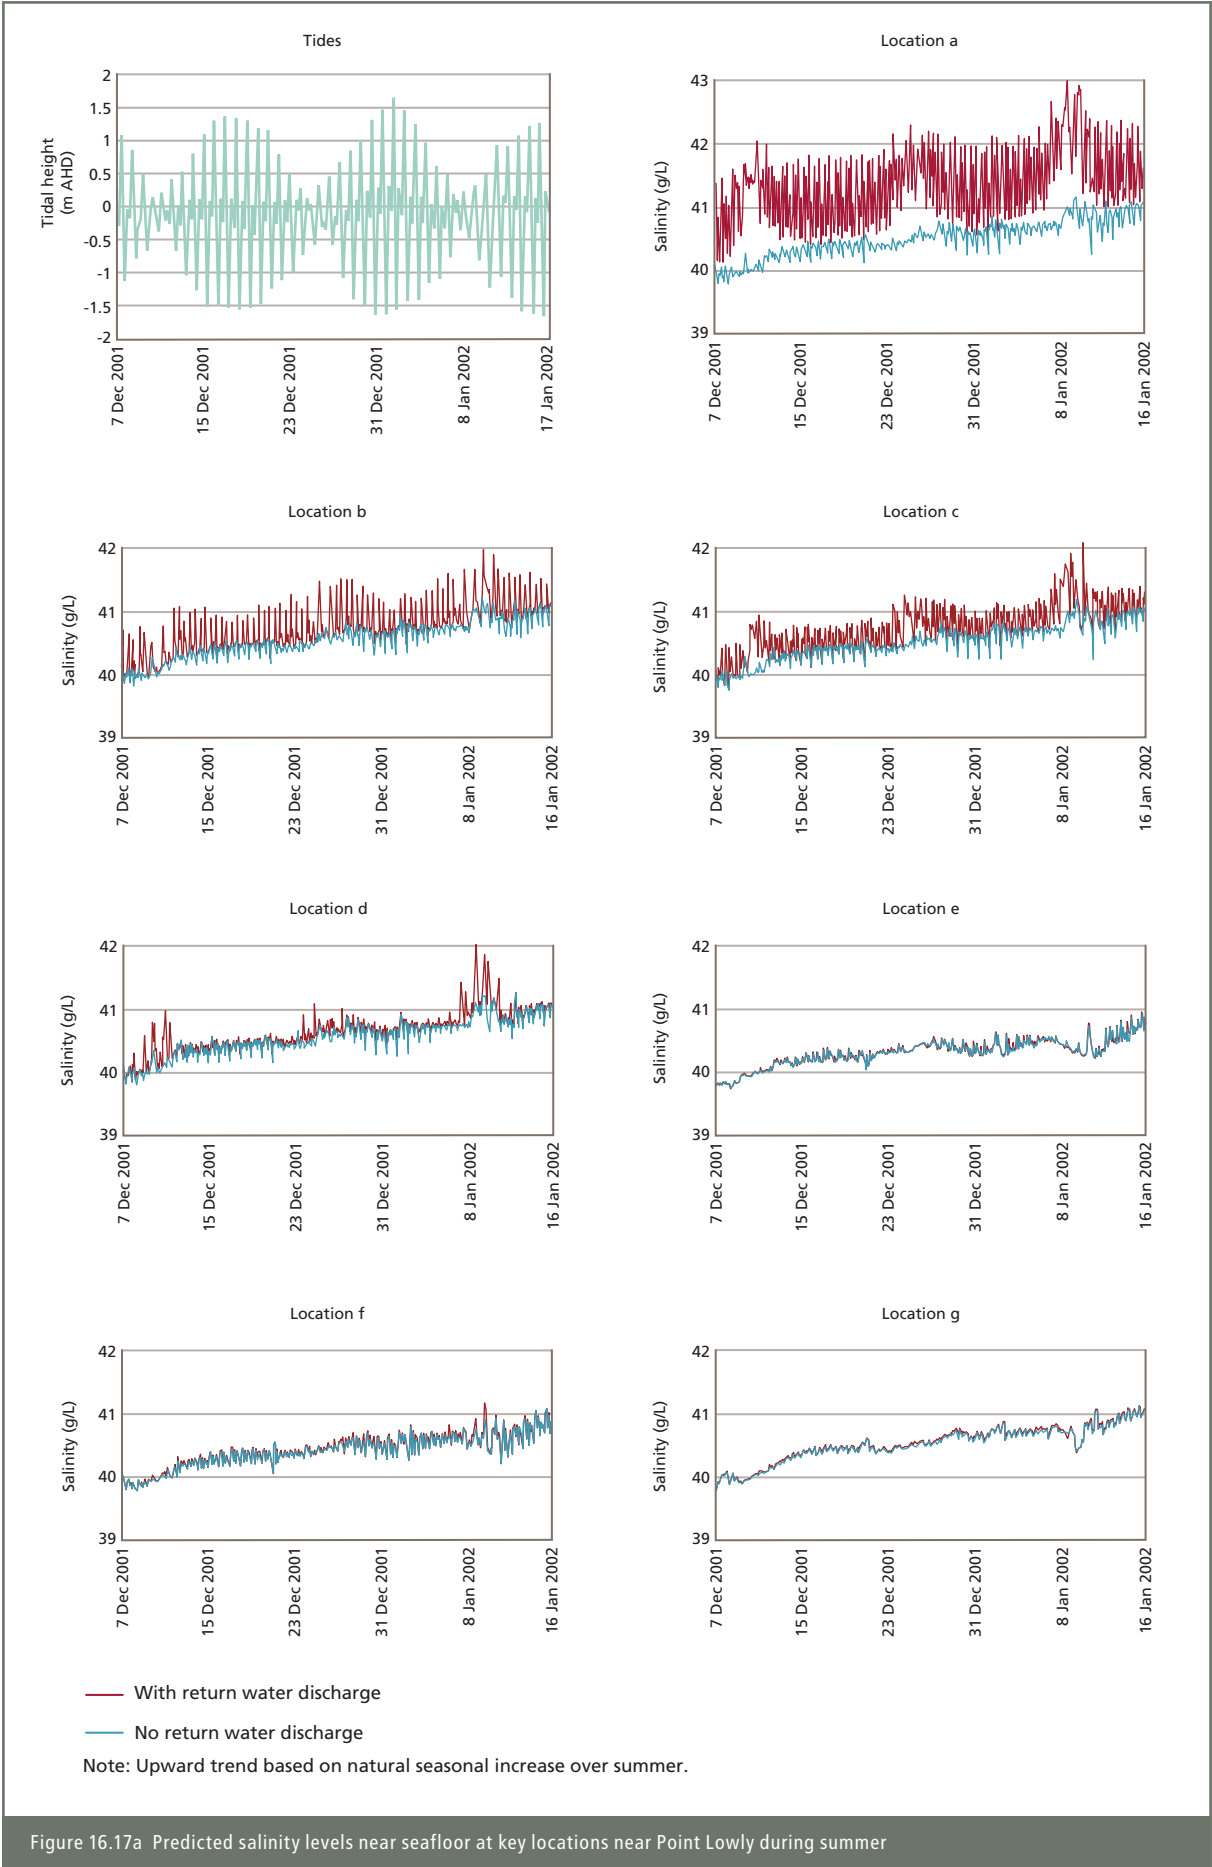 Tides
Tidal height
(m AHD)
2
1.5
1
0.5
0
-0.5
-1
-1.5
-2
7 Dec 2001
15 Dec 2001
23 Dec 2001
31 Dec 2001
8 Jan 2002
17 Jan 2002
Location a
Salinity (g/L)
43
42
41
40
39
7 Dec 2001
15 Dec 2001
23 Dec 2001
31 Dec 2001
8 Jan 2002
16 Jan 2002
Location b
Salinity (g/L)
42
41
40
39
7 Dec 2001
15 Dec 2001
23 Dec 2001
31 Dec 2001
8 Jan 2002
16 Jan 2002
Location c
Salinity (g/L)
42
41
40
39
7 Dec 2001
15 Dec 2001
23 Dec 2001
31 Dec 2001
8 Jan 2002
16 Jan 2002
Location d
Salinity (g/L)
42
41
40
39
7 Dec 2001
15 Dec 2001
23 Dec 2001
31 Dec 2001
8 Jan 2002
16 Jan 2002
Location e
Salinity (g/L)
42
41
40
39
7 Dec 2001
15 Dec 2001
23 Dec 2001
31 Dec 2001
8 Jan 2002
16 Jan 2002
Location f
Salinity (g/L)
42
41
40
39
7 Dec 2001
15 Dec 2001
23 Dec 2001
31 Dec 2001
8 Jan 2002
16 Jan 2002
Location g
Salinity (g/L)
42
41
40
39
7 Dec 2001
15 Dec 2001
23 Dec 2001
31 Dec 2001
8 Jan 2002
16 Jan 2002
With return water discharge
No return water discharge
Note: Upward trend based on natural seasonal increase over summer.
Figure 16.17a Predicted salinity levels near seafloor at key locations near Point Lowly during summer